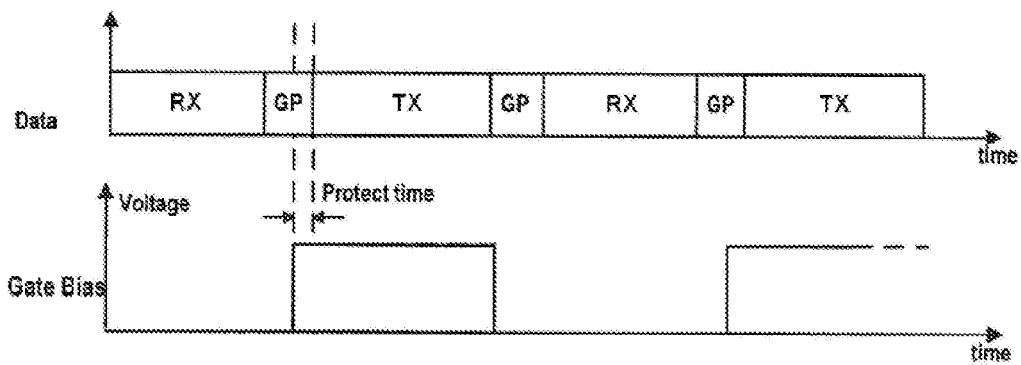 RX GP TX GP RX GP TX
Data
time
Voltage
Protect time
Gate Bias
time